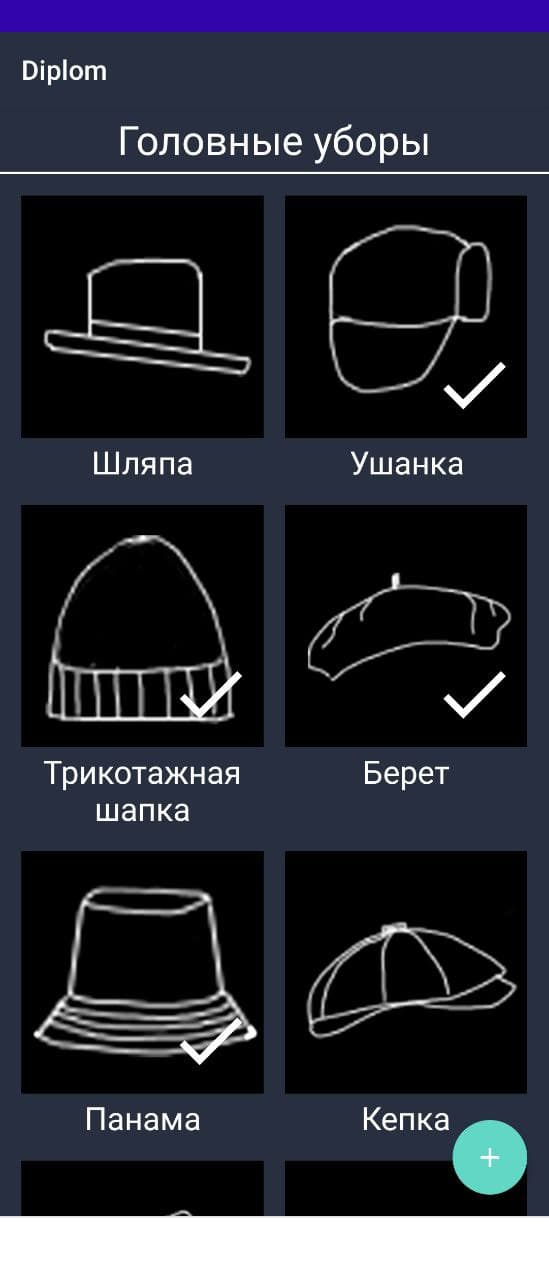 Diplom
Головные уборы
Шляпа
Ушанка
Трикотажная
шапка
Берет
Панама
Кепка
+